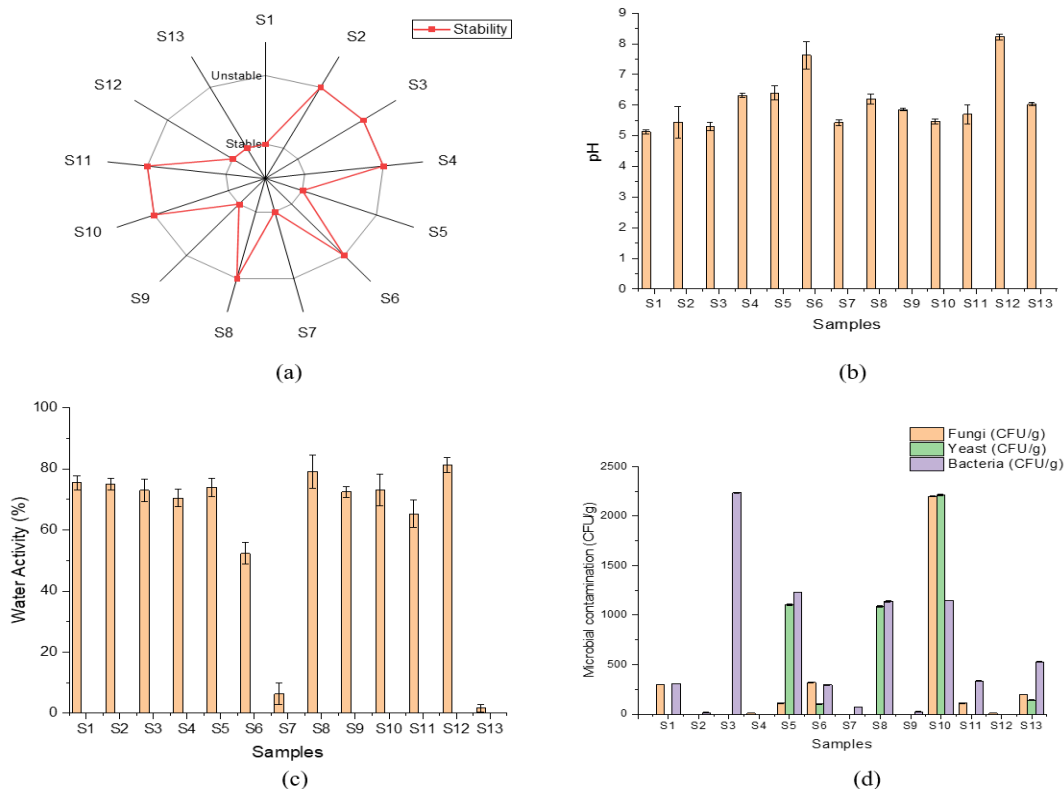 S1
S2
S3
S4
S5
S6
S7
S8
S9
S10
S11
S12
S13
Unstable
Stable
Stability
(a)
pH
9
8
7
6
5
4
3
2
1
0
S1 S2 S3 S4 S5 S6 S7 S8 S9 S10 S11 S12 S13
Samples
(b)
Water Activity (%)
100
80
60
40
20
0
S1 S2 S3 S4 S5 S6 S7 S8 S9 S10 S11 S12 S13
Samples
(c)
Fungi (CFU/g)
Yeast (CFU/g)
Bacteria (CFU/g)
Microbial contamination (CFU/g)
2500
2000
1500
1000
500
0
S1 S2 S3 S4 S5 S6 S7 S8 S9 S10 S11 S12 S13
Samples
(d)